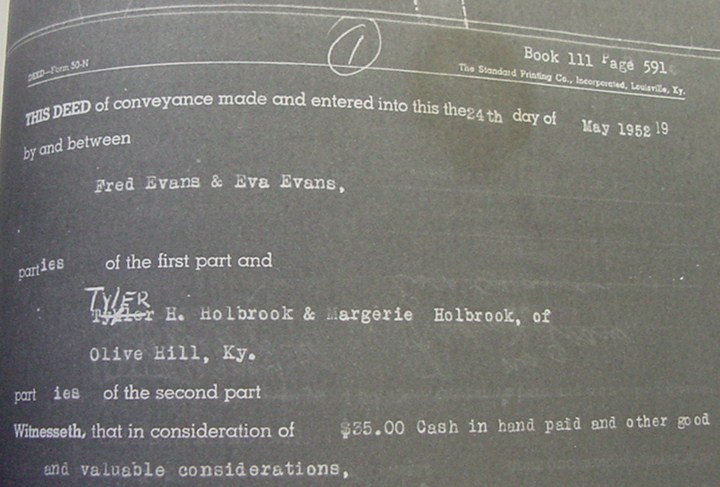 1
Book 111 Page 591
DEED—Form 50-N
The Standard Printing Co., Incorporated, Louisville, Ky.
THIS DEED of conveyance made and entered into this the 24th day of May 1952 19
by and between
Fred Evans & Eva Evans,
parties of the first part and
TYLER
H. Holbrook & Margerie Holbrook, of
Olive Hill, Ky.
part ies of the second part
Witnesseth, that in consideration of $35.00 Cash in hand paid and other good
and valuable considerations,